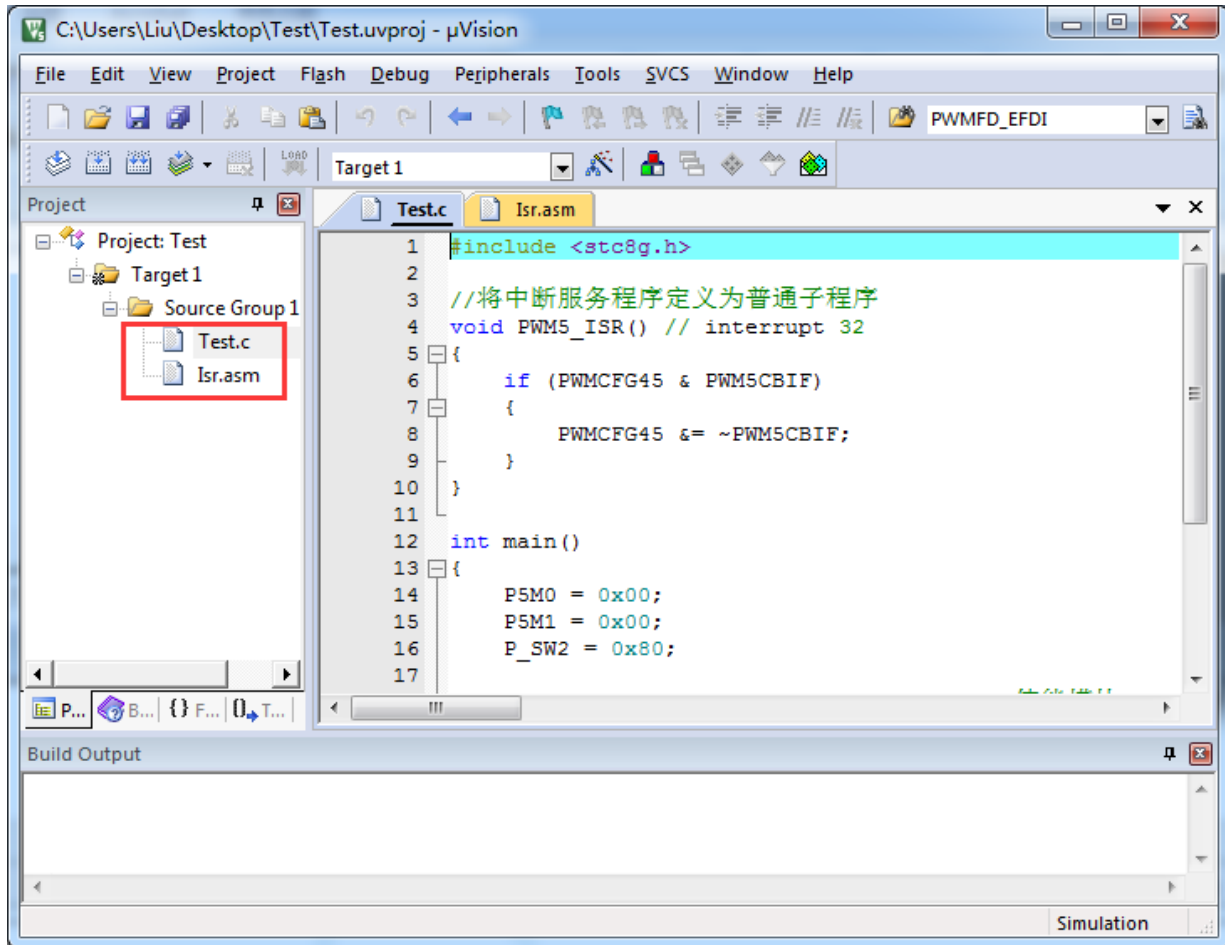 C:\Users\Liu\Desktop\Test\Test.uvproj - µVision
File Edit View Project Flash Debug Peripherals Tools SVCS Window Help
PWMFD_EFDI
LOAD Target 1
Project
Test.c Isr.asm
Project: Test
Target 1
Source Group 1
Test.c
Isr.asm
1 #include <stc8g.h>
2
3 //将中断服务程序定义为普通子程序
4 void PWM5_ISR() // interrupt 32
5 {
6 if (PWMCFG45 & PWM5CBIF)
7 {
8 PWMCFG45 &= ~PWM5CBIF;
9 }
10 }
11
12 int main()
13 {
14 P5M0 = 0x00;
15 P5M1 = 0x00;
16 P_SW2 = 0x80;
17
P... B... {} F... 0 T...
Build Output
Simulation